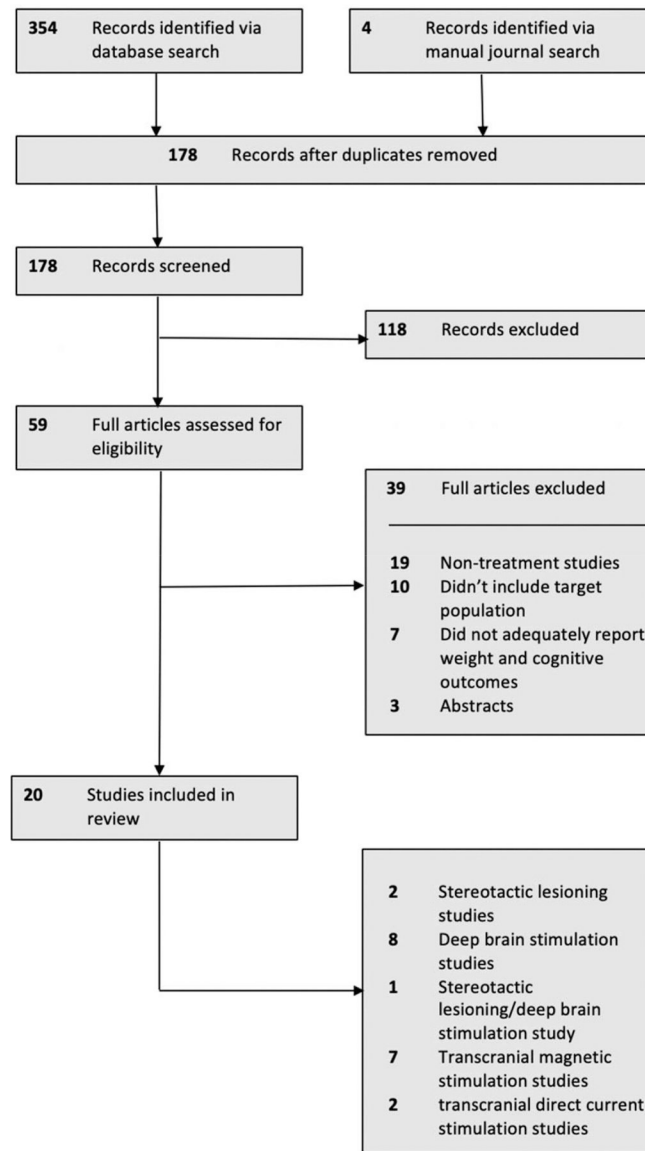 354 Records identified via
database search
4 Records identified via
manual journal search
178 Records after duplicates removed
178 Records screened
118 Records excluded
59 Full articles assessed for
eligibility
39 Full articles excluded
19 Non-treatment studies
10 Didn't include target
population
7 Did not adequately report
weight and cognitive
outcomes
3 Abstracts
20 Studies included in
review
2 Stereotactic lesioning
studies
8 Deep brain stimulation
studies
1 Stereotactic
lesioning/deep brain
stimulation study
7 Transcranial magnetic
stimulation studies
2 transcranial direct current
stimulation studies